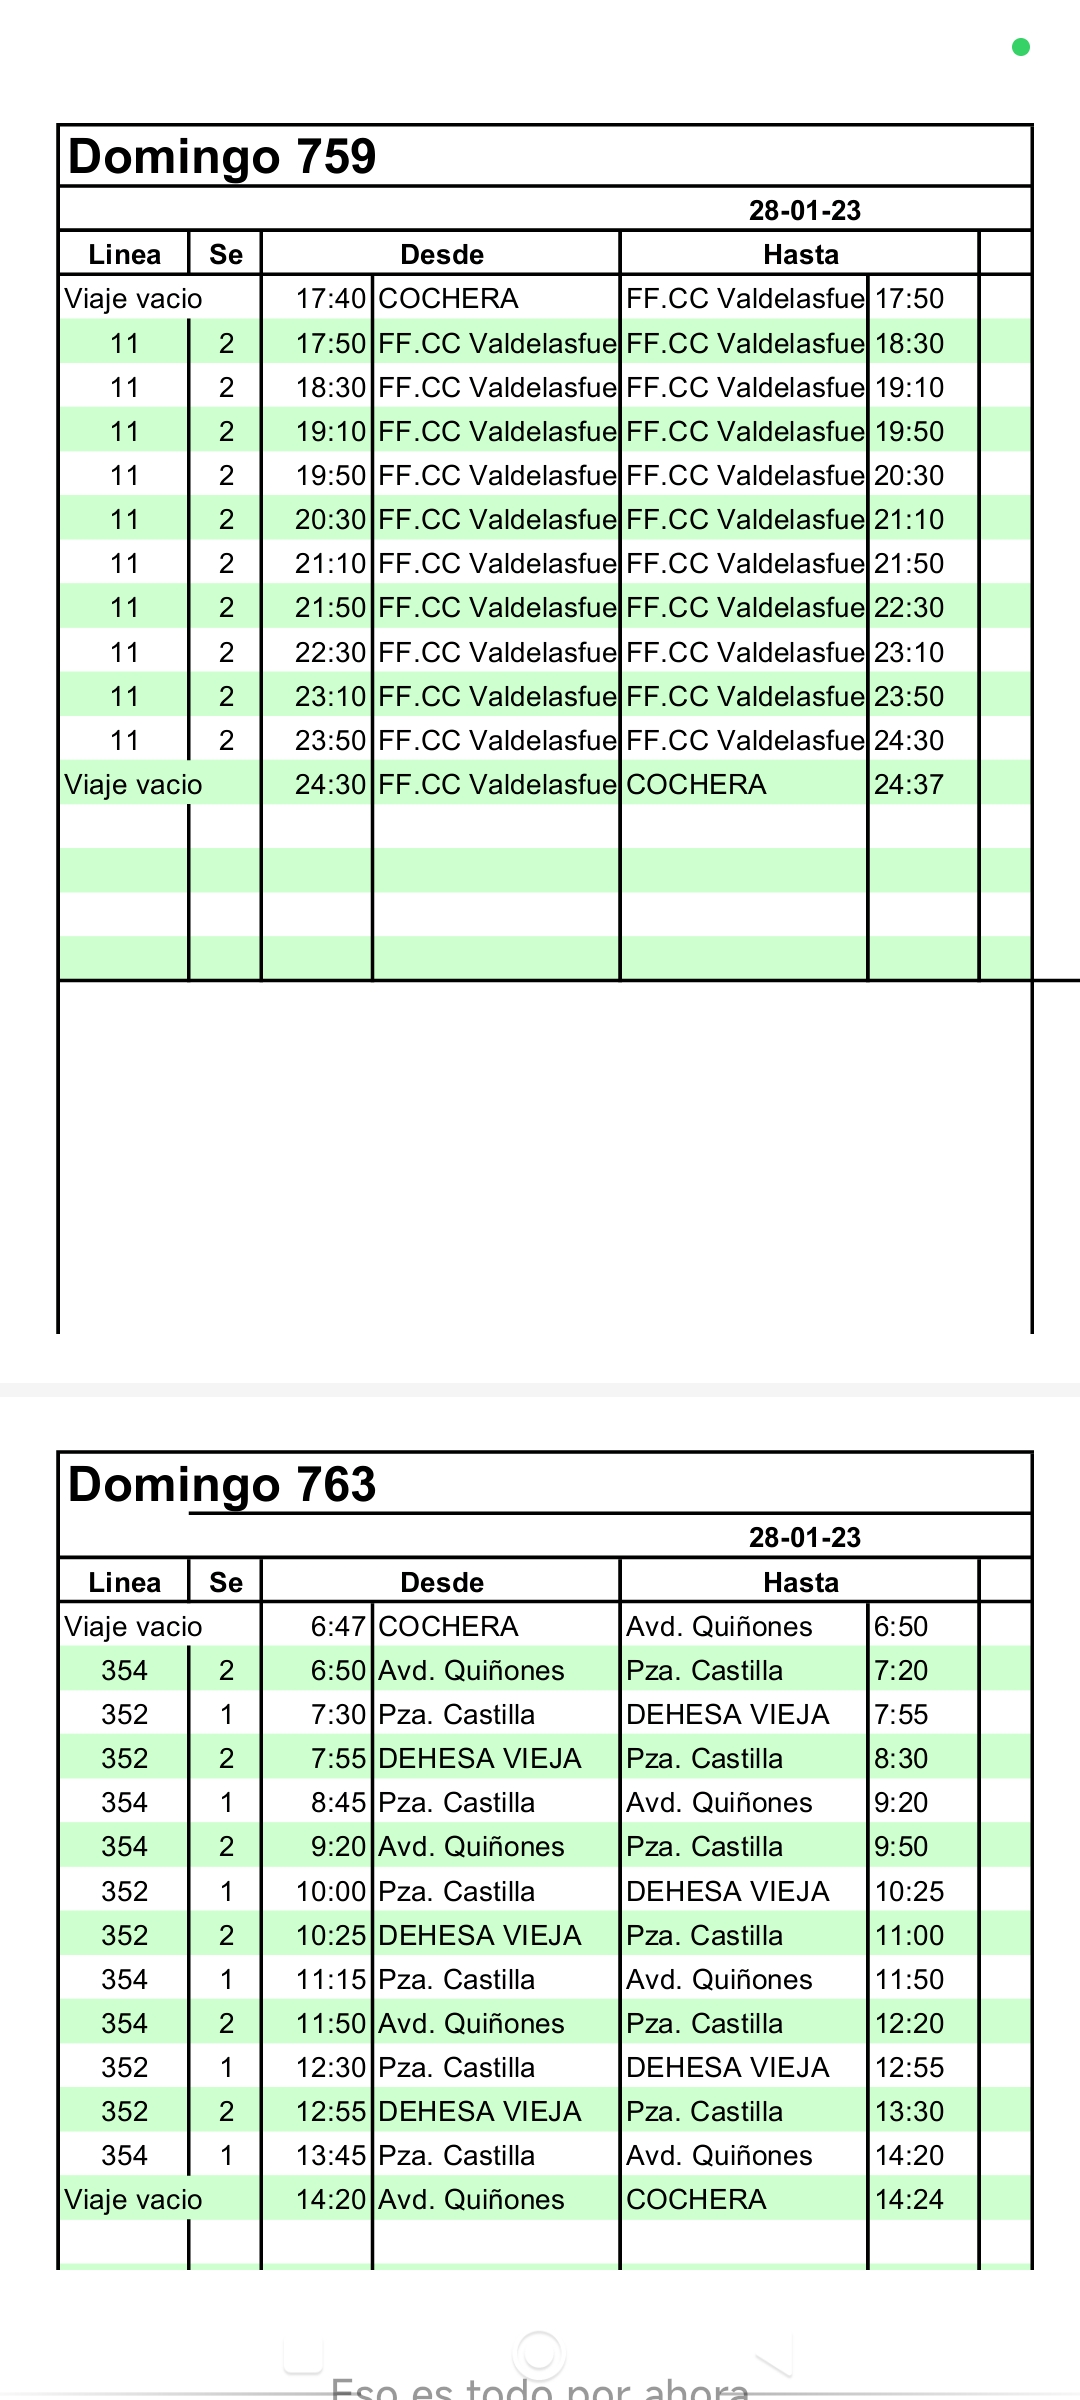 Domingo 759
28-01-23
Linea Se Desde Hasta
Viaje vacio 17:40 COCHERA FF.CC Valdelasfue 17:50
11 2 17:50 FF.CC Valdelasfue FF.CC Valdelasfue 18:30
11 2 18:30 FF.CC Valdelasfue FF.CC Valdelasfue 19:10
11 2 19:10 FF.CC Valdelasfue FF.CC Valdelasfue 19:50
11 2 19:50 FF.CC Valdelasfue FF.CC Valdelasfue 20:30
11 2 20:30 FF.CC Valdelasfue FF.CC Valdelasfue 21:10
11 2 21:10 FF.CC Valdelasfue FF.CC Valdelasfue 21:50
11 2 21:50 FF.CC Valdelasfue FF.CC Valdelasfue 22:30
11 2 22:30 FF.CC Valdelasfue FF.CC Valdelasfue 23:10
11 2 23:10 FF.CC Valdelasfue FF.CC Valdelasfue 23:50
11 2 23:50 FF.CC Valdelasfue FF.CC Valdelasfue 24:30
Viaje vacio 24:30 FF.CC Valdelasfue COCHERA 24:37
Domingo 763
28-01-23
Linea Se Desde Hasta
Viaje vacio 6:47 COCHERA Avd. Quiñones 6:50
354 2 6:50 Avd. Quiñones Pza. Castilla 7:20
352 1 7:30 Pza. Castilla DEHESA VIEJA 7:55
352 2 7:55 DEHESA VIEJA Pza. Castilla 8:30
354 1 8:45 Pza. Castilla Avd. Quiñones 9:20
354 2 9:20 Avd. Quiñones Pza. Castilla 9:50
352 1 10:00 Pza. Castilla DEHESA VIEJA 10:25
352 2 10:25 DEHESA VIEJA Pza. Castilla 11:00
354 1 11:15 Pza. Castilla Avd. Quiñones 11:50
354 2 11:50 Avd. Quiñones Pza. Castilla 12:20
352 1 12:30 Pza. Castilla DEHESA VIEJA 12:55
352 2 12:55 DEHESA VIEJA Pza. Castilla 13:30
354 1 13:45 Pza. Castilla Avd. Quiñones 14:20
Viaje vacio 14:20 Avd. Quiñones COCHERA 14:24
Eso es todo por ahora